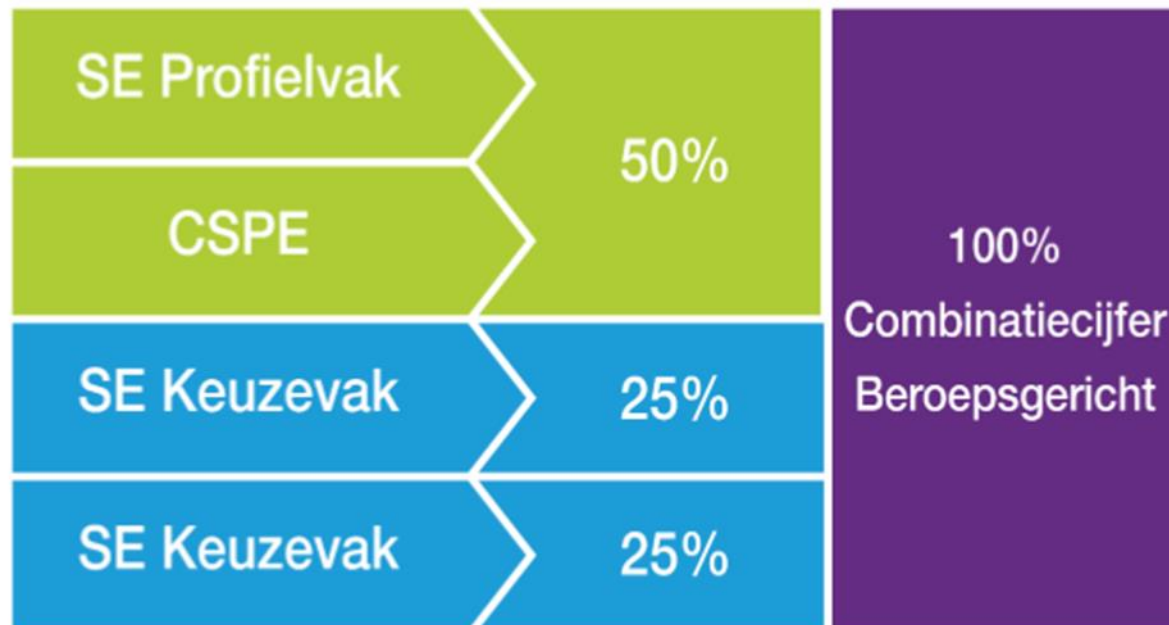 SE Profielvak
50%
CSPE
SE Keuzevak
25%
SE Keuzevak
25%
100%
Combinatiecijfer
Beroepsgericht